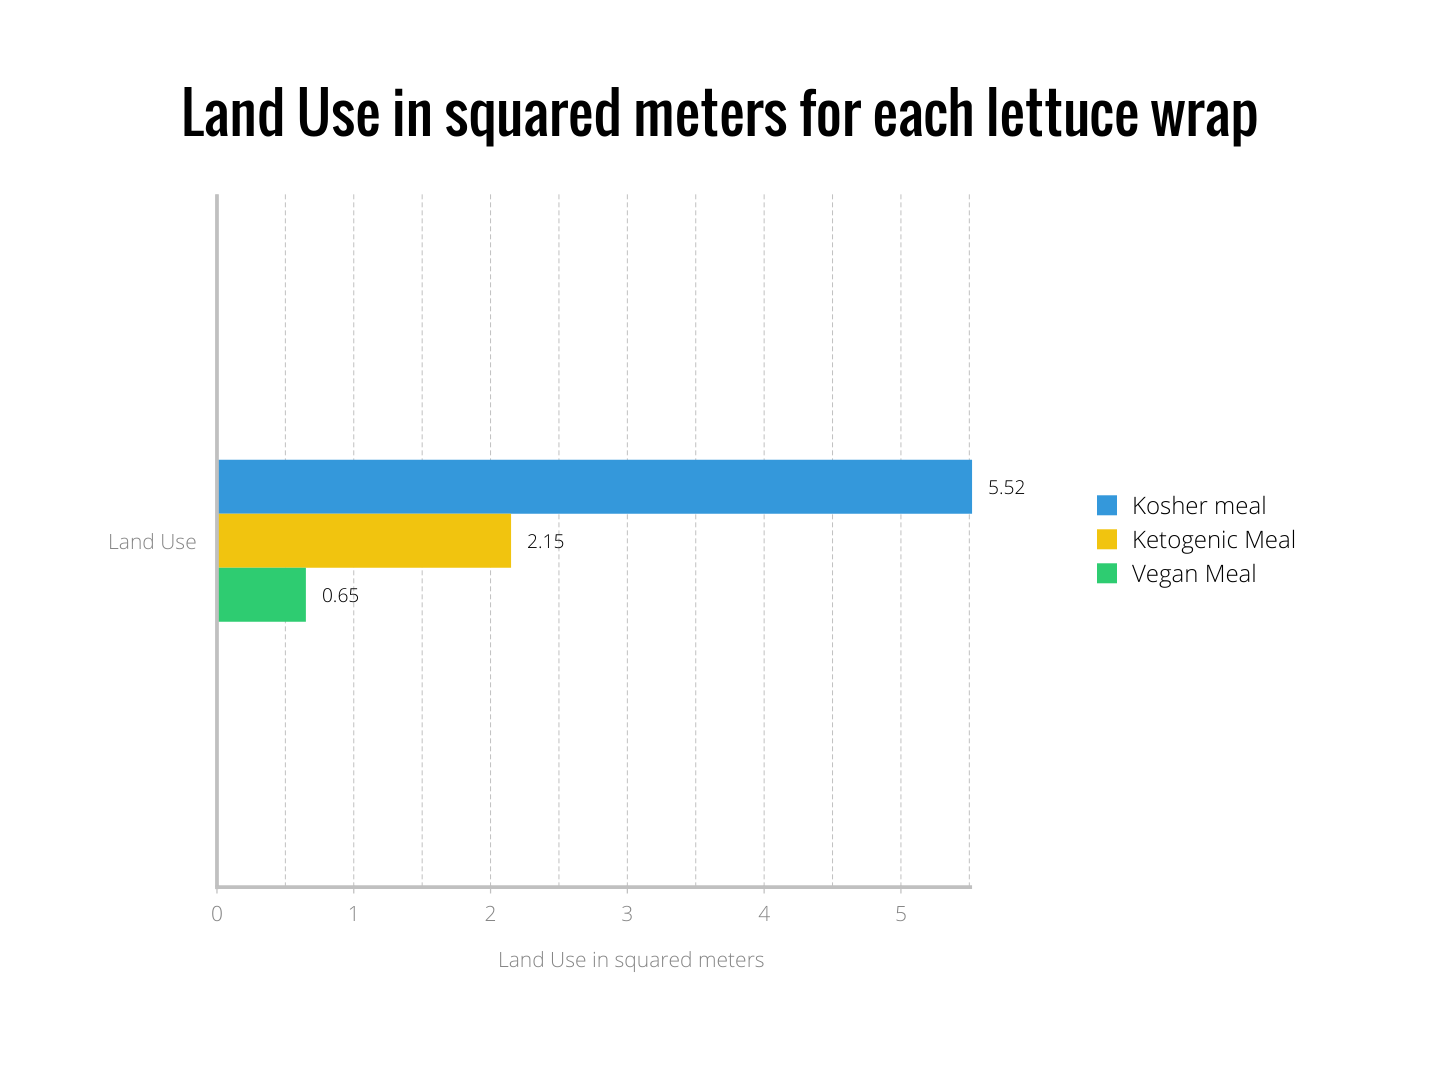 Land Use in squared meters for each lettuce wrap
5.52
Land Use
2.15
0.65
Kosher meal
Ketogenic Meal
Vegan Meal
0 1 2 3 4 5
Land Use in squared meters